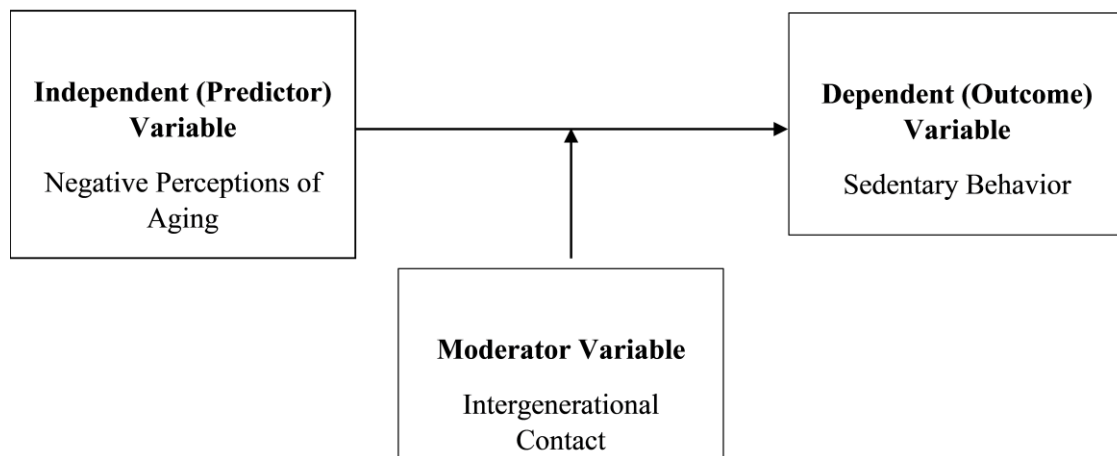 Independent (Predictor)
Variable
Negative Perceptions of
Aging
Dependent (Outcome)
Variable
Sedentary Behavior
Moderator Variable
Intergenerational
Contact